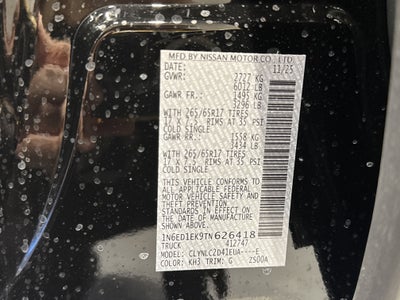 MFD BY NISSAN MOTOR CO., LTD.
DATE: 11/25
GVWR: 2727 KG
6012 LB
GAWR FR.: 1495 KG
3296 LB
WITH 265/65R17 TIRES
17 X 7.5, RIMS AT 35 PSI
COLD SINGLE
GAWR RR.: 1558 KG
3434 LB
WITH 265/65R17 TIRES
17 X 7.5, RIMS AT 35 PSI
COLD SINGLE
THIS VEHICLE CONFORMS TO
ALL APPLICABLE FEDERAL
MOTOR VEHICLE SAFETY AND
THEFT PREVENTION STANDARDS
IN EFFECT ON THE DATE
OF MANUFACTURE SHOWN
ABOVE
1N6ED1EK9TN626418
TRUCK 412747
MODEL: CLYNLC2D41EUA----E
COLOR: KH3 TRIM: G 2500A